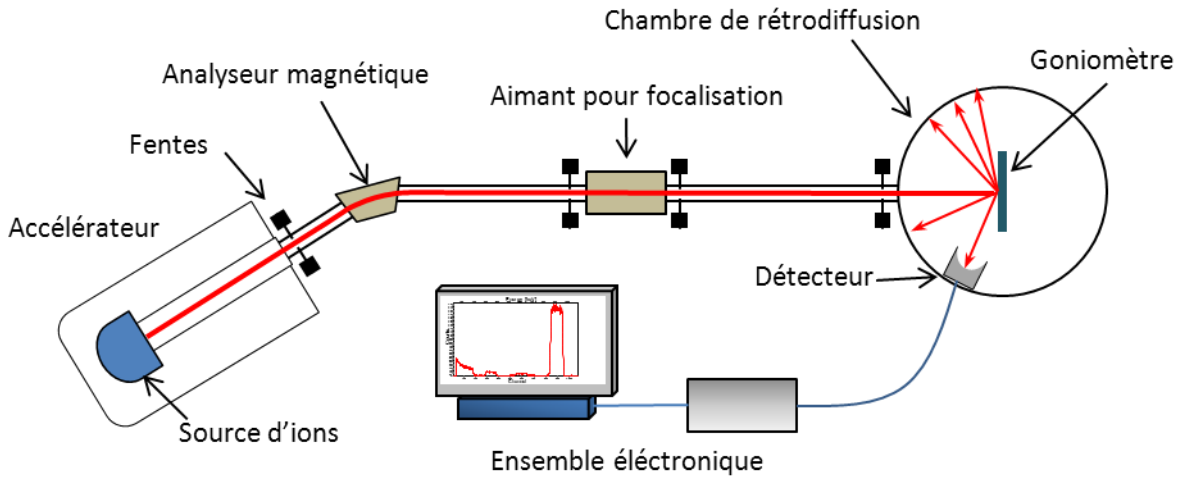 Chambre de rétrodiffusion
Goniomètre
Analyseur magnétique
Aimant pour focalisation
Fentes
Accélérateur
Détecteur
Source d’ions
Ensemble éléctronique